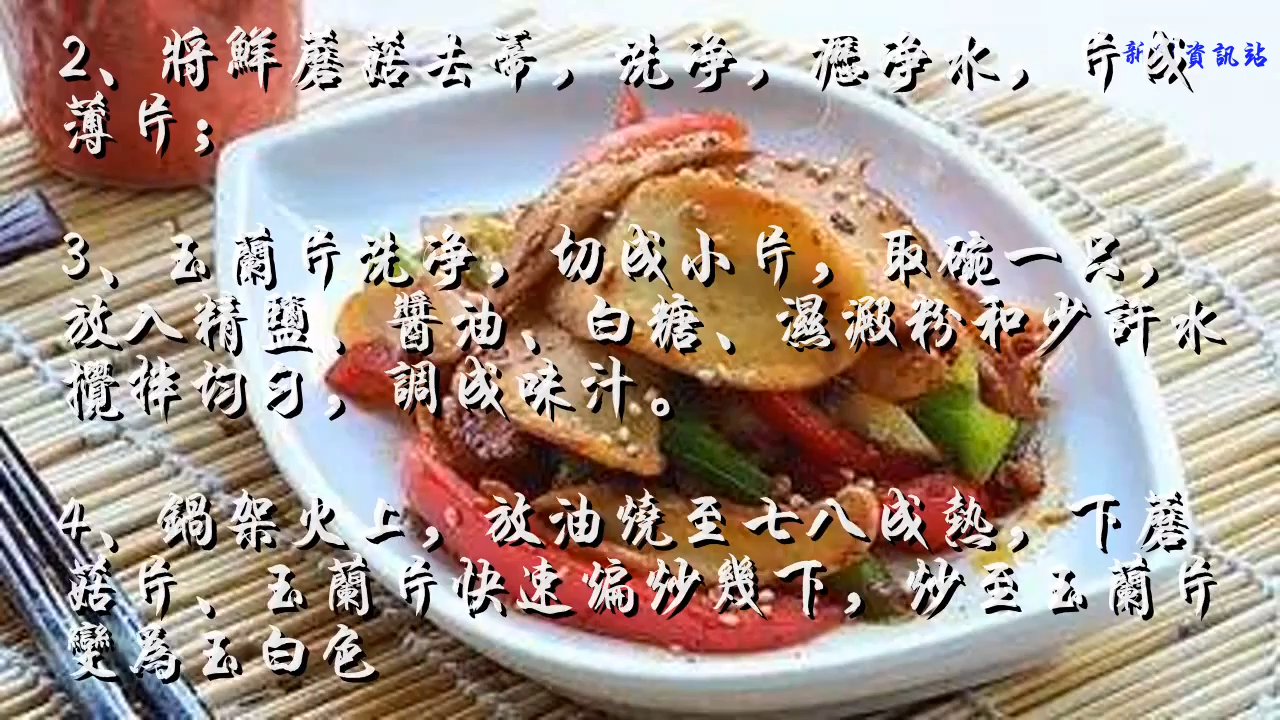 2、將鮮蘑菇去蒂，洗淨，瀝淨水，片成
薄片；
3、玉蘭片洗淨，切成小片，取碗一只，
放入精鹽、醬油、白糖、濕澱粉和少許水
攪拌均勻，調成味汁。
4、鍋架火上，放油燒至七八成熱，下蘑
菇片、玉蘭片快速煸炒幾下，炒至玉蘭片
變為玉白色
資訊站